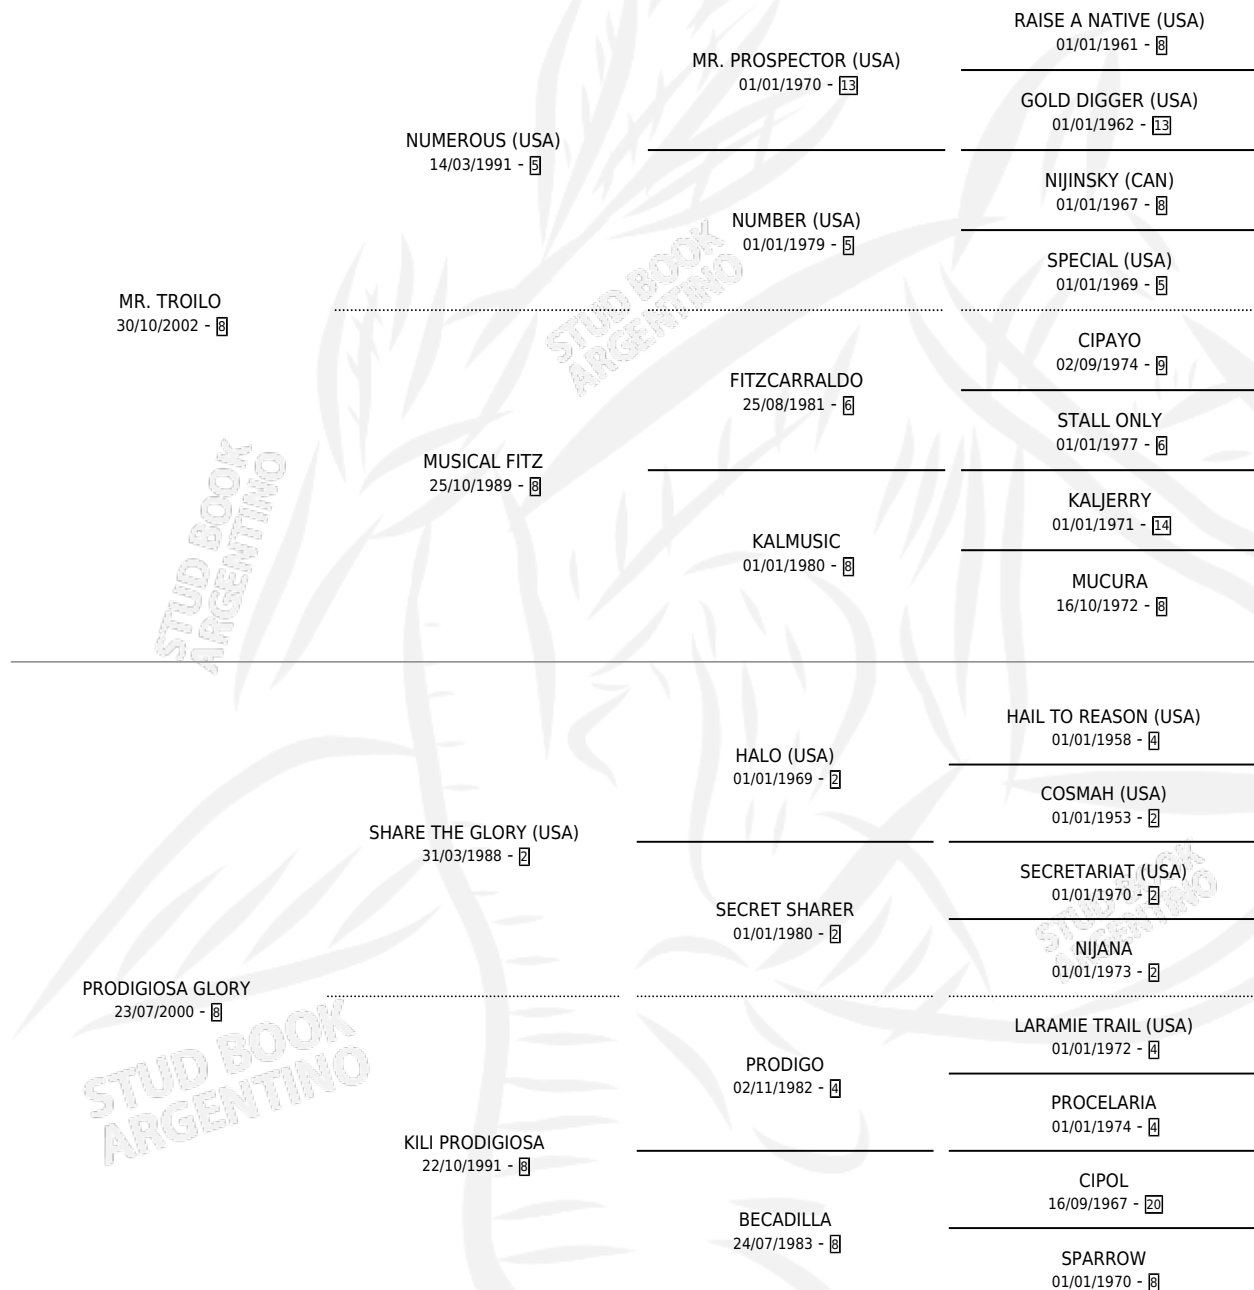 RAISE A NATIVE (USA)
01/01/1961 - 8
MR. PROSPECTOR (USA)
01/01/1970 - 13
GOLD DIGGER (USA)
01/01/1962 - 13
NUMEROUS (USA)
14/03/1991 - 5
NIJINSKY (CAN)
01/01/1967 - 8
NUMBER (USA)
01/01/1979 - 5
SPECIAL (USA)
01/01/1969 - 5
MR. TROILO
30/10/2002 - 8
CIPAYO
02/09/1974 - 9
FITZCARRALDO
25/08/1981 - 6
STALL ONLY
01/01/1977 - 6
MUSICAL FITZ
25/10/1989 - 8
KALJERRY
01/01/1971 - 14
KALMUSIC
01/01/1980 - 8
MUCURA
16/10/1972 - 8
HAIL TO REASON (USA)
01/01/1958 - 4
HALO (USA)
01/01/1969 - 2
COSMAH (USA)
01/01/1953 - 2
SHARE THE GLORY (USA)
31/03/1988 - 2
SECRETARIAT (USA)
01/01/1970 - 2
SECRET SHARER
01/01/1980 - 2
NIJANA
01/01/1973 - 2
PRODIGIOSA GLORY
23/07/2000 - 8
LARAMIE TRAIL (USA)
01/01/1972 - 4
PRODIGO
02/11/1982 - 4
PROCELARIA
01/01/1974 - 4
KILI PRODIGIOSA
22/10/1991 - 8
CIPOL
16/09/1967 - 20
BECADILLA
24/07/1983 - 8
SPARROW
01/01/1970 - 8
STUD BOOK
ARGENTINO
STUD BOOK
ARGENTINO
STUD BOOK
ARGENTINO
STUD BOOK
ARGENTINO